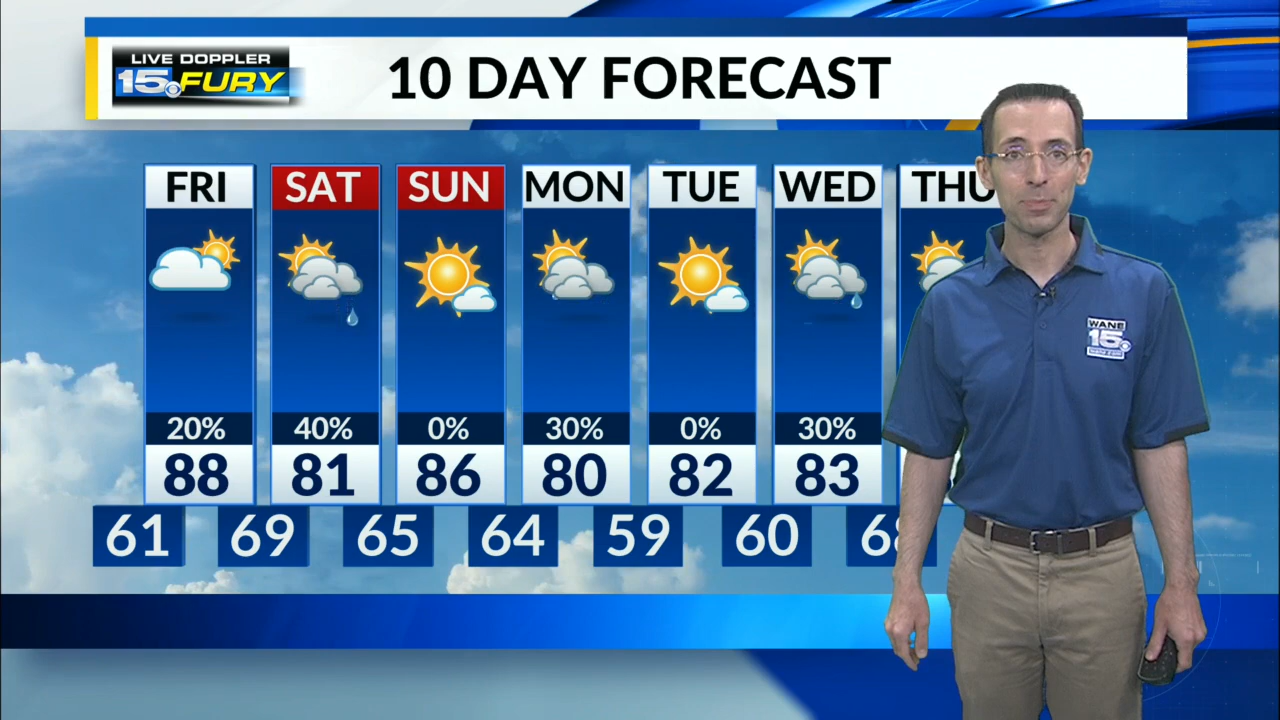 LIVE DOPPLER
15 FURY
10 DAY FORECAST
FRI SAT SUN MON TUE WED THU
20% 40% 0% 30% 0% 30%
88 81 86 80 82 83
61 69 65 64 59 60
WANE
15